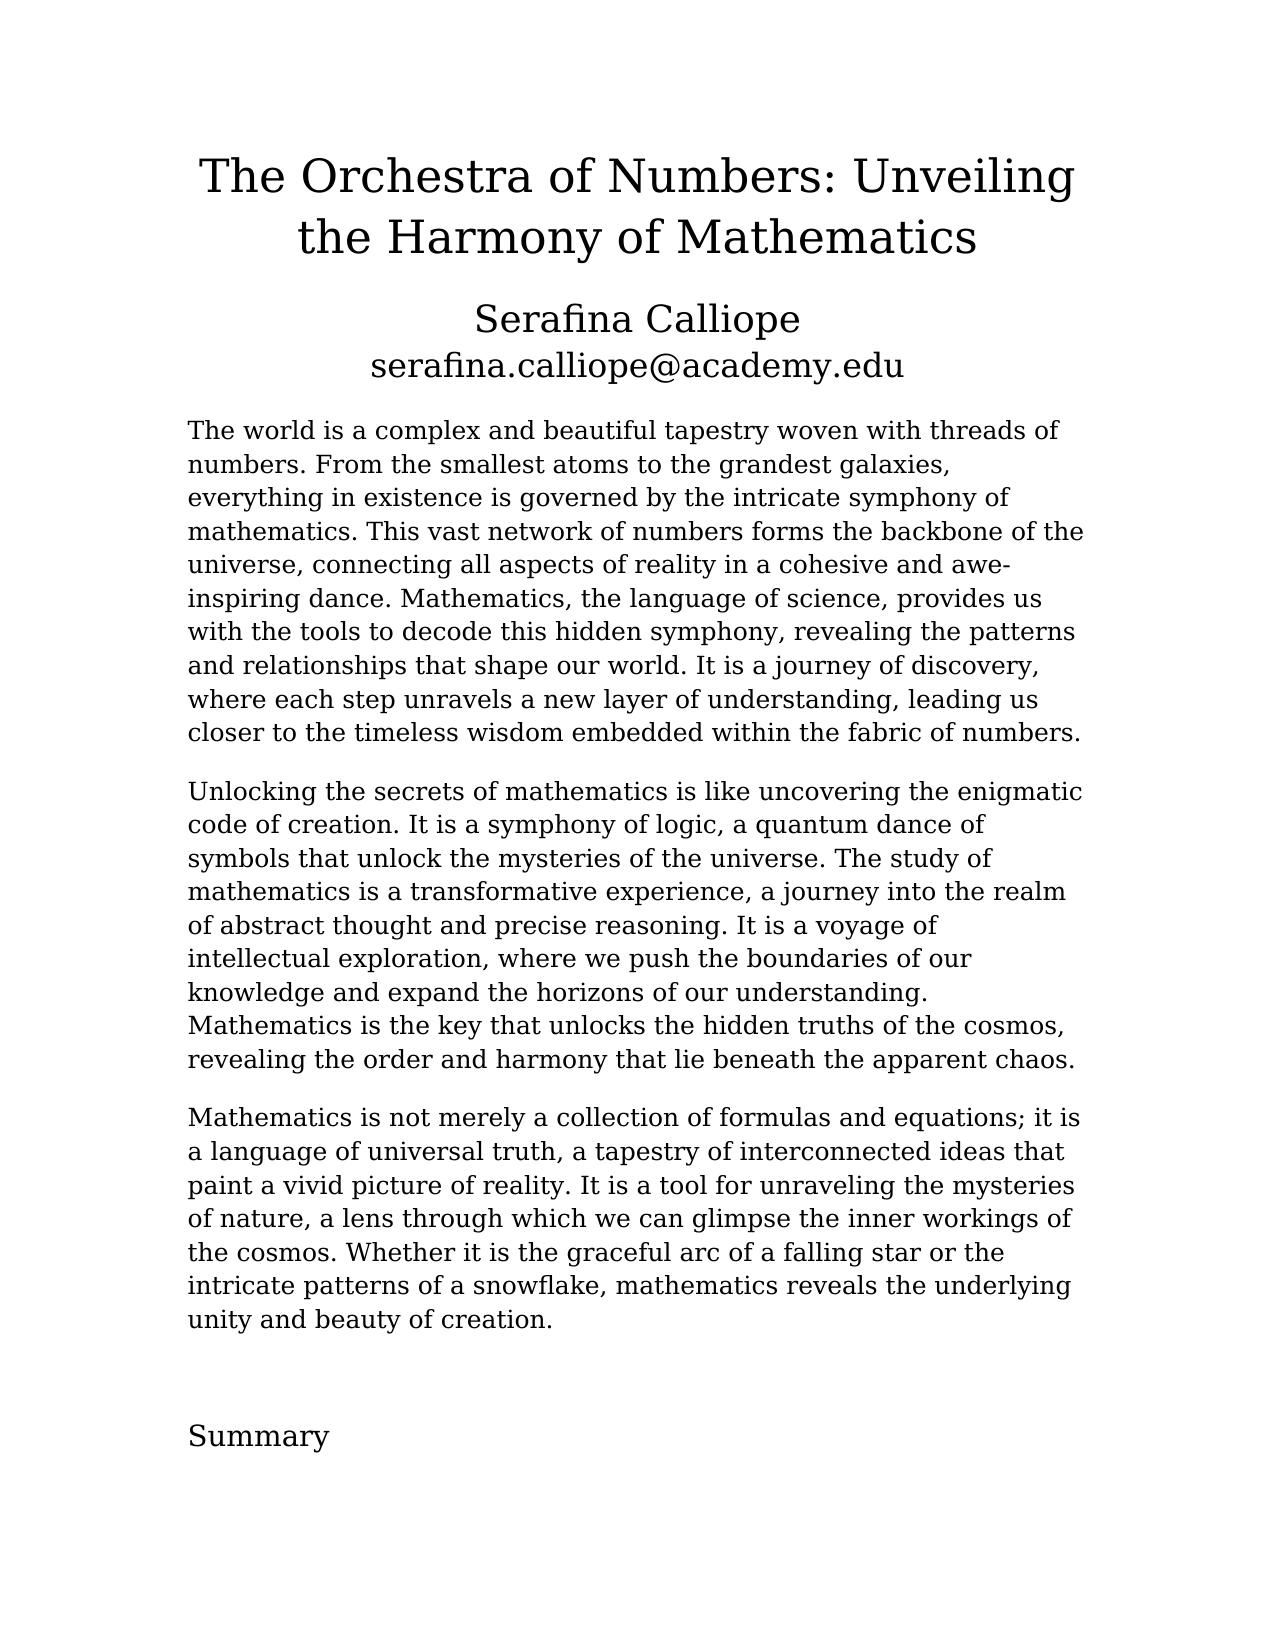 The Orchestra of Numbers: Unveiling
the Harmony of Mathematics
Serafina Calliope
serafina.calliope@academy.edu
The world is a complex and beautiful tapestry woven with threads of
numbers. From the smallest atoms to the grandest galaxies,
everything in existence is governed by the intricate symphony of
mathematics. This vast network of numbers forms the backbone of the
universe, connecting all aspects of reality in a cohesive and awe-
inspiring dance. Mathematics, the language of science, provides us
with the tools to decode this hidden symphony, revealing the patterns
and relationships that shape our world. It is a journey of discovery,
where each step unravels a new layer of understanding, leading us
closer to the timeless wisdom embedded within the fabric of numbers.
Unlocking the secrets of mathematics is like uncovering the enigmatic
code of creation. It is a symphony of logic, a quantum dance of
symbols that unlock the mysteries of the universe. The study of
mathematics is a transformative experience, a journey into the realm
of abstract thought and precise reasoning. It is a voyage of
intellectual exploration, where we push the boundaries of our
knowledge and expand the horizons of our understanding.
Mathematics is the key that unlocks the hidden truths of the cosmos,
revealing the order and harmony that lie beneath the apparent chaos.
Mathematics is not merely a collection of formulas and equations; it is
a language of universal truth, a tapestry of interconnected ideas that
paint a vivid picture of reality. It is a tool for unraveling the mysteries
of nature, a lens through which we can glimpse the inner workings of
the cosmos. Whether it is the graceful arc of a falling star or the
intricate patterns of a snowflake, mathematics reveals the underlying
unity and beauty of creation.
Summary